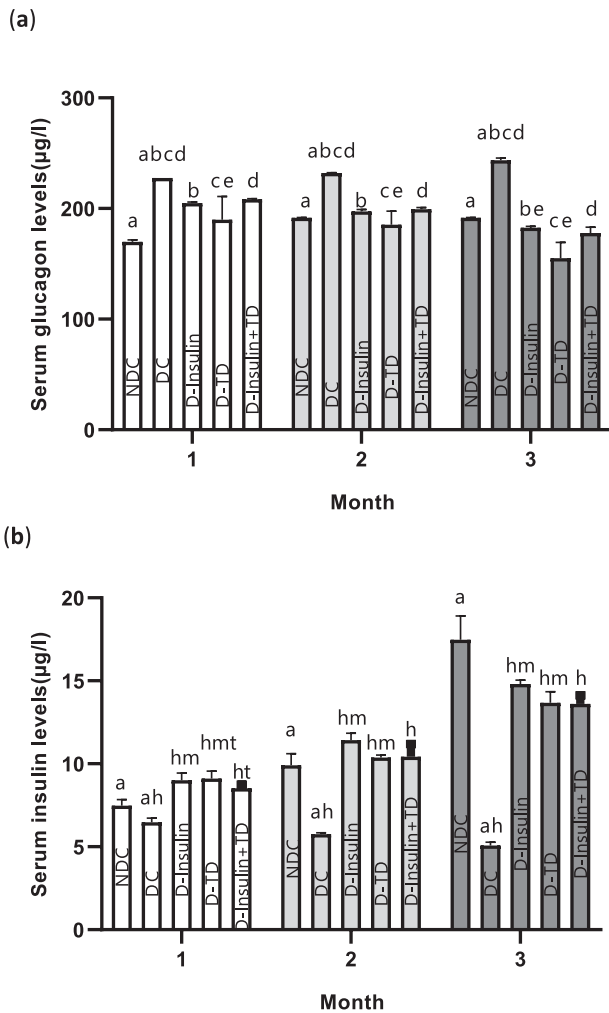 (a)
Serum glucagon levels(µg/l)
300
200
100
0
a
abcd
b
ce
d
a
abcd
b
ce
d
a
abcd
be
ce
d
NDC
DC
D-Insulin
D-TD
D-Insulin+TD
NDC
DC
D-Insulin
D-TD
D-Insulin+TD
NDC
DC
D-Insulin
D-TD
D-Insulin+TD
1 2 3
Month
(b)
Serum insulin levels(µg/l)
20
15
10
5
0
a
ah
hm
hmt
ht
a
ah
hm
hm
h
a
ah
hm
hm
h
NDC
DC
D-Insulin
D-TD
D-Insulin+TD
NDC
DC
D-Insulin
D-TD
D-Insulin+TD
NDC
DC
D-Insulin
D-TD
D-Insulin+TD
1 2 3
Month